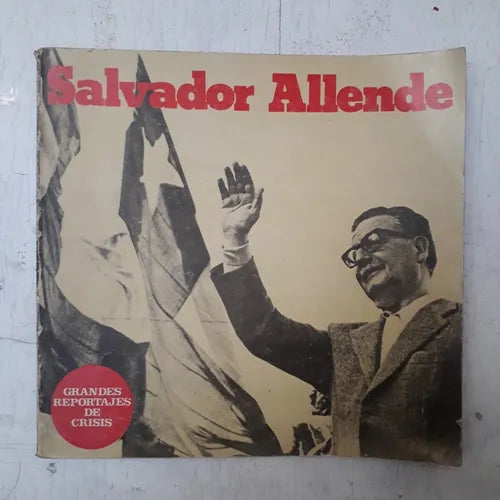 Salvador Allende
GRANDES
REPORTAJES
DE
CRISIS